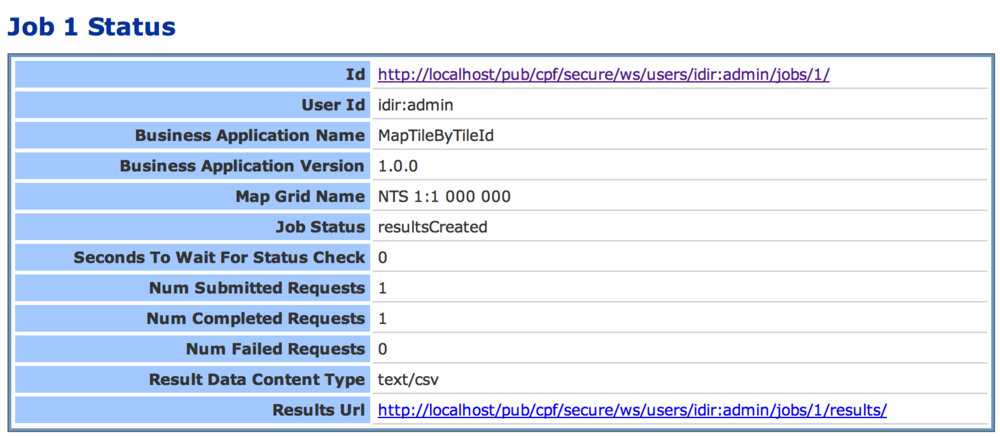 Job 1 Status
Id http://localhost/pub/cpf/secure/ws/users/idir:admin/jobs/1/
User Id idir:admin
Business Application Name MapTileByTileId
Business Application Version 1.0.0
Map Grid Name NTS 1:1 000 000
Job Status resultsCreated
Seconds To Wait For Status Check 0
Num Submitted Requests 1
Num Completed Requests 1
Num Failed Requests 0
Result Data Content Type text/csv
Results Url http://localhost/pub/cpf/secure/ws/users/idir:admin/jobs/1/results/